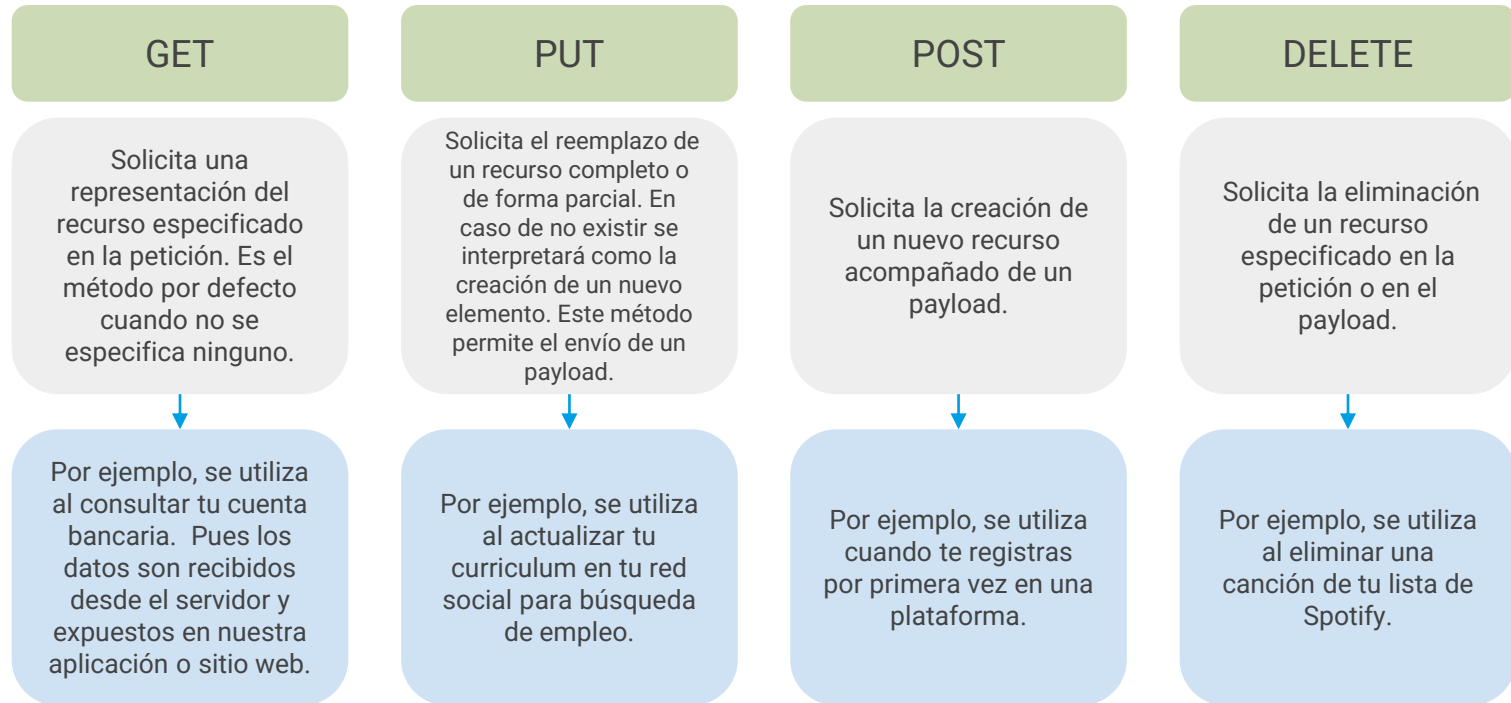 GET
Solicita una
representación del
recurso especificado
en la petición. Es el
método por defecto
cuando no se
especifica ninguno.
Por ejemplo, se utiliza
al consultar tu cuenta
bancaria.  Pues los
datos son recibidos
desde el servidor y
expuestos en nuestra
aplicación o sitio web.
PUT
Solicita el reemplazo de
un recurso completo o
de forma parcial. En
caso de no existir se
interpretará como la
creación de un nuevo
elemento. Este método
permite el envío de un
payload.
Por ejemplo, se utiliza
al actualizar tu
curriculum en tu red
social para búsqueda
de empleo.
POST
Solicita la creación de
un nuevo recurso
acompañado de un
payload.
Por ejemplo, se utiliza
cuando te registras
por primera vez en una
plataforma.
DELETE
Solicita la eliminación
de un recurso
especificado en la
petición o en el
payload.
Por ejemplo, se utiliza
al eliminar una
canción de tu lista de
Spotify.